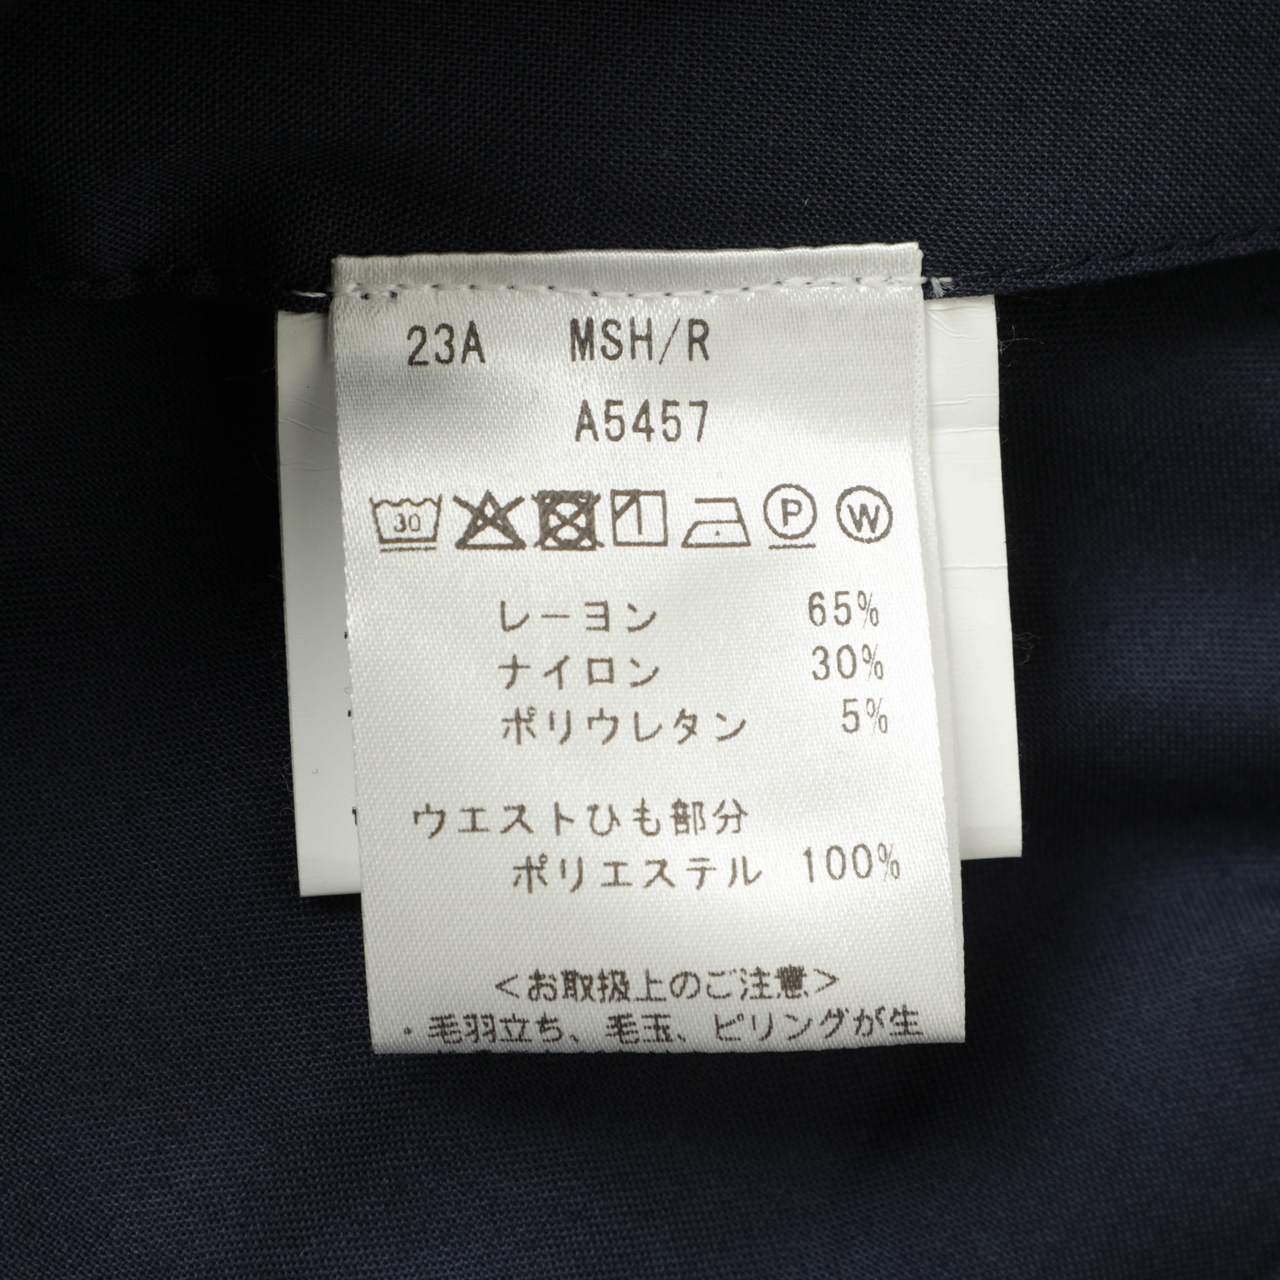 23A MSH/R
A5457
30 P W
レーヨン 65%
ナイロン 30%
ポリウレタン 5%
ウエストひも部分
ポリエステル 100%
<お取扱上のご注意>
・毛羽立ち、毛玉、ピリングが生